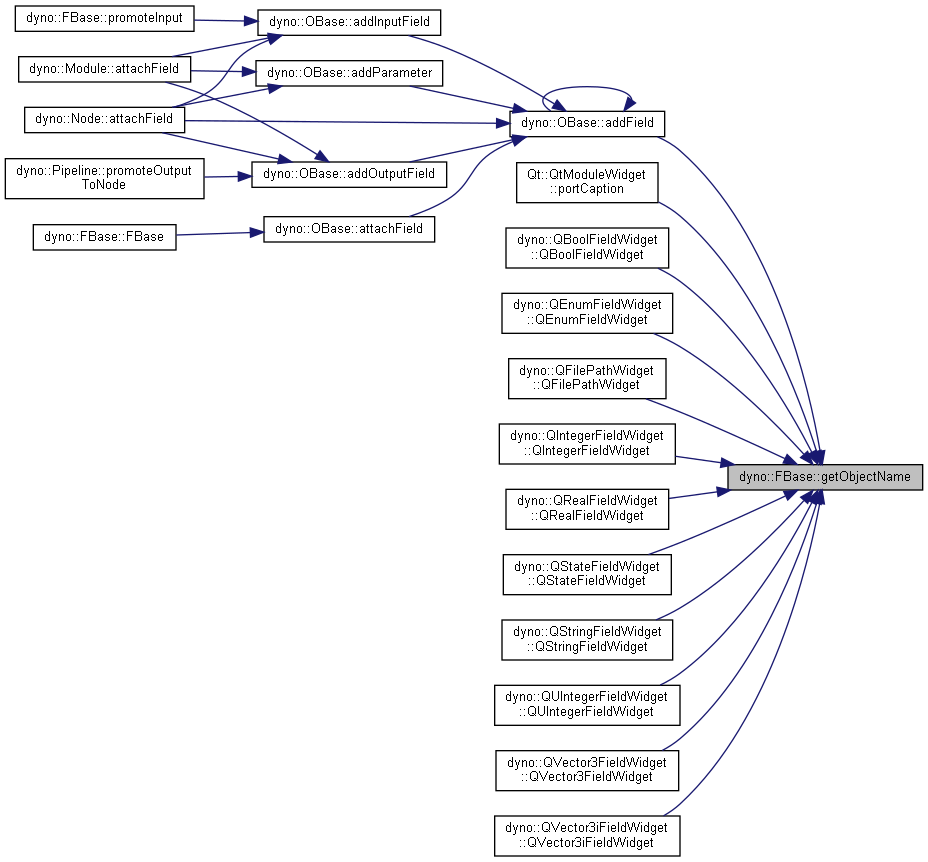 dyno::FBase::promoteInput
dyno::OBase::addInputField
dyno::Module::attachField
dyno::OBase::addParameter
dyno::Node::attachField
dyno::OBase::addField
dyno::Pipeline::promoteOutput
ToNode
dyno::OBase::addOutputField
dyno::FBase::FBase
dyno::OBase::attachField
Qt::QtModuleWidget
::portCaption
dyno::QBoolFieldWidget
::QBoolFieldWidget
dyno::QEnumFieldWidget
::QEnumFieldWidget
dyno::QFilePathWidget
::QFilePathWidget
dyno::QIntegerFieldWidget
::QIntegerFieldWidget
dyno::FBase::getObjectName
dyno::QRealFieldWidget
::QRealFieldWidget
dyno::QStateFieldWidget
::QStateFieldWidget
dyno::QStringFieldWidget
::QStringFieldWidget
dyno::QUIntegerFieldWidget
::QUIntegerFieldWidget
dyno::QVector3FieldWidget
::QVector3FieldWidget
dyno::QVector3iFieldWidget
::QVector3iFieldWidget